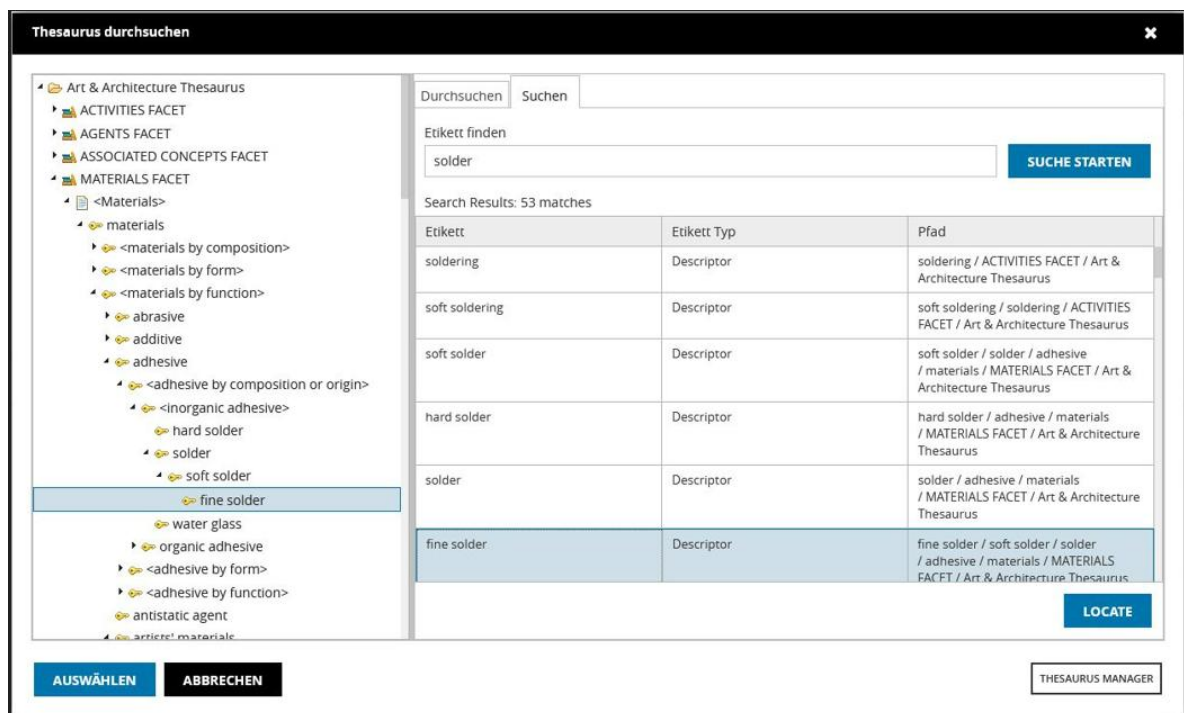 Thesaurus durchsuchen
Art & Architecture Thesaurus
ACTIVITIES FACET
AGENTS FACET
ASSOCIATED CONCEPTS FACET
MATERIALS FACET
<Materials>
materials
<materials by composition>
<materials by form>
<materials by function>
abrasive
additive
adhesive
<adhesive by composition or origin>
<inorganic adhesive>
hard solder
solder
soft solder
fine solder
water glass
organic adhesive
<adhesive by form>
<adhesive by function>
antistatic agent
artists' materials
Durchsuchen Suchen
Etikett finden
solder
SUCHE STARTEN
Search Results: 53 matches
Etikett Etikett Typ Pfad
soldering Descriptor soldering / ACTIVITIES FACET / Art &
Architecture Thesaurus
soft soldering Descriptor soft soldering / soldering / ACTIVITIES
FACET / Art & Architecture Thesaurus
soft solder Descriptor soft solder / solder / adhesive
/ materials / MATERIALS FACET / Art &
Architecture Thesaurus
hard solder Descriptor hard solder / adhesive / materials
/ MATERIALS FACET / Art & Architecture
Thesaurus
solder Descriptor solder / adhesive / materials
/ MATERIALS FACET / Art & Architecture
Thesaurus
fine solder Descriptor fine solder / soft solder / solder
/ adhesive / materials / MATERIALS
FACET / Art & Architecture Thesaurus
LOCATE
AUSWÄHLEN ABBRECHEN THESAURUS MANAGER